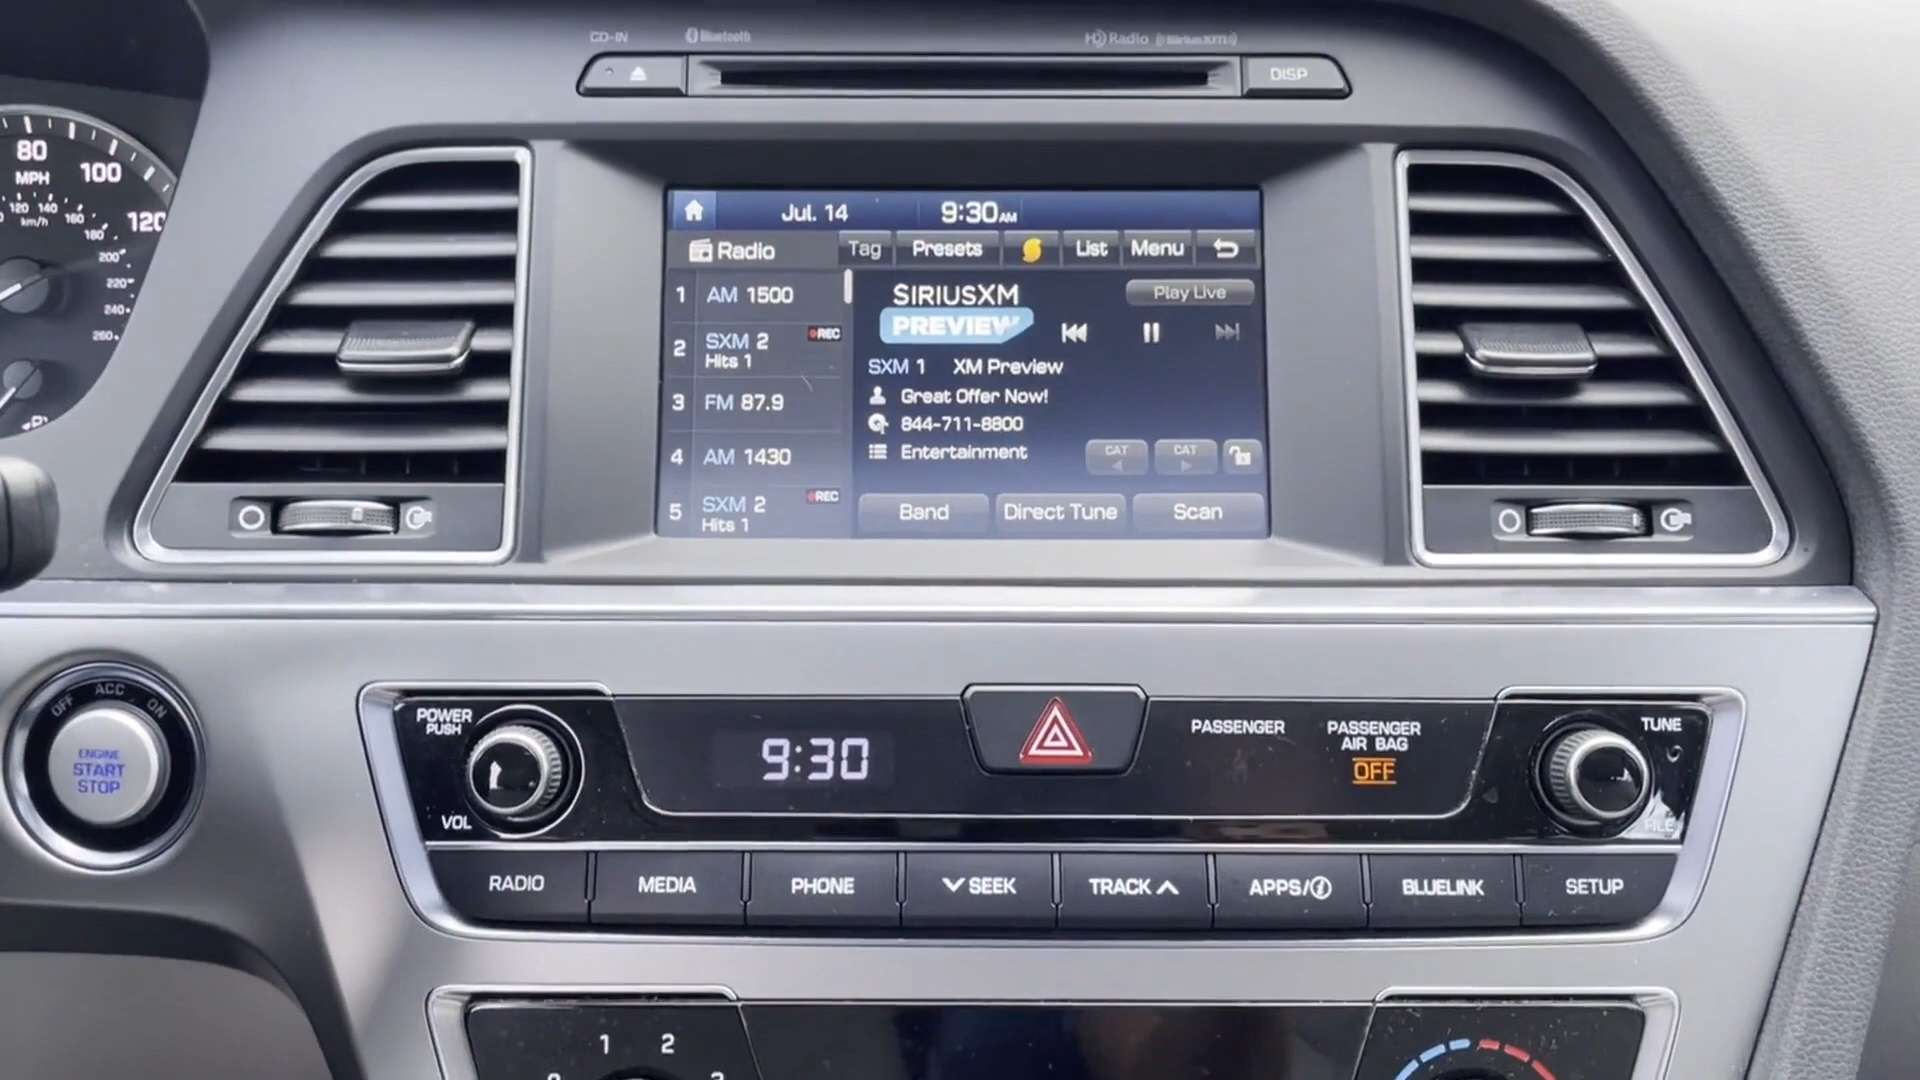 CD-IN Bluetooth HD Radio (((SiriusXM)))
DISP
80
MPH
100
120
120 140 160 180 200 220 240 260
km/h
Jul. 14 9:30 AM
Radio Tag Presets List Menu
1 AM 1500
2 SXM 2 REC
Hits 1
3 FM 87.9
4 AM 1430
5 SXM 2 REC
Hits 1
SIRIUSXM
PREVIEW
Play Live
SXM 1 XM Preview
Great Offer Now!
844-711-8800
Entertainment CAT CAT
Band Direct Tune Scan
OFF ACC ON
ENGINE
START
STOP
POWER
PUSH
VOL
9:30
PASSENGER
PASSENGER
AIR BAG
OFF
TUNE
FILE
RADIO MEDIA PHONE SEEK TRACK APPS/i BLUELINK SETUP
1 2